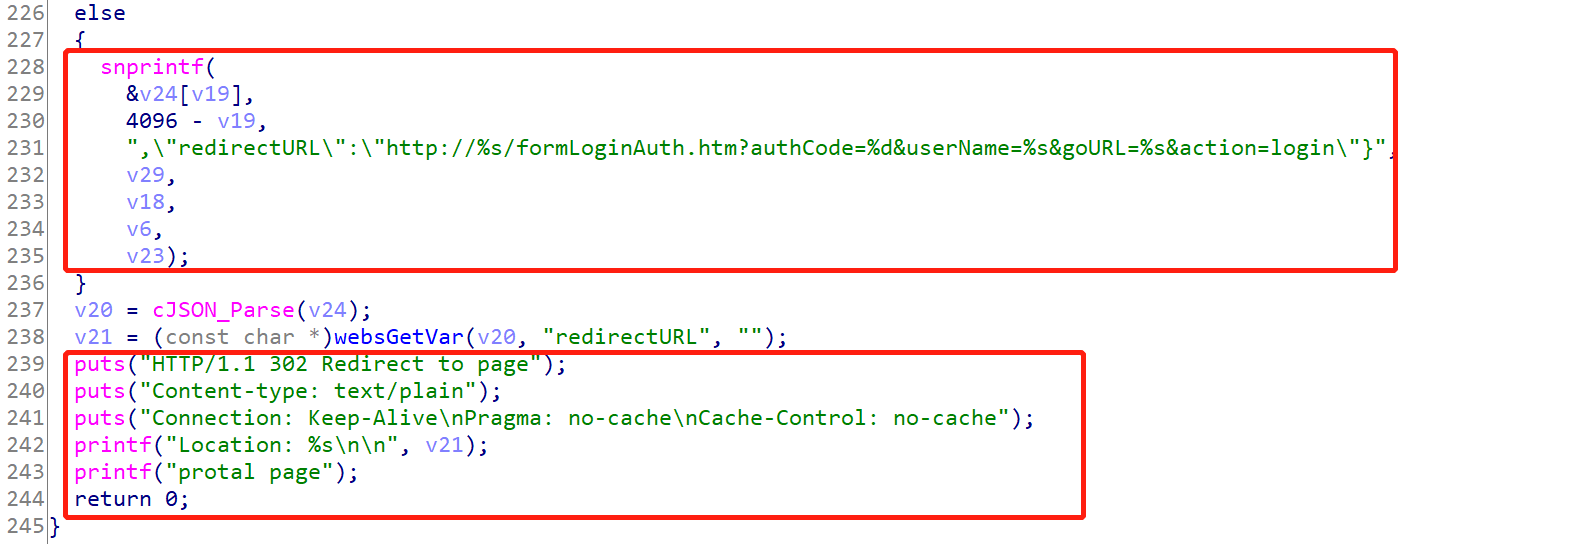 226 else
227 {
228 snprintf(
229 &v24[v19],
230 4096 - v19,
231 ",\"redirectURL\":\"http://%s/formLoginAuth.htm?authCode=%d&userName=%s&goURL=%s&action=login\"}",
232 v29,
233 v18,
234 v6,
235 v23);
236 }
237 v20 = cJSON_Parse(v24);
238 v21 = (const char *)websGetVar(v20, "redirectURL", "");
239 puts("HTTP/1.1 302 Redirect to page");
240 puts("Content-type: text/plain");
241 puts("Connection: Keep-Alive\nPragma: no-cache\nCache-Control: no-cache");
242 printf("Location: %s\n\n", v21);
243 printf("protal page");
244 return 0;
245 }